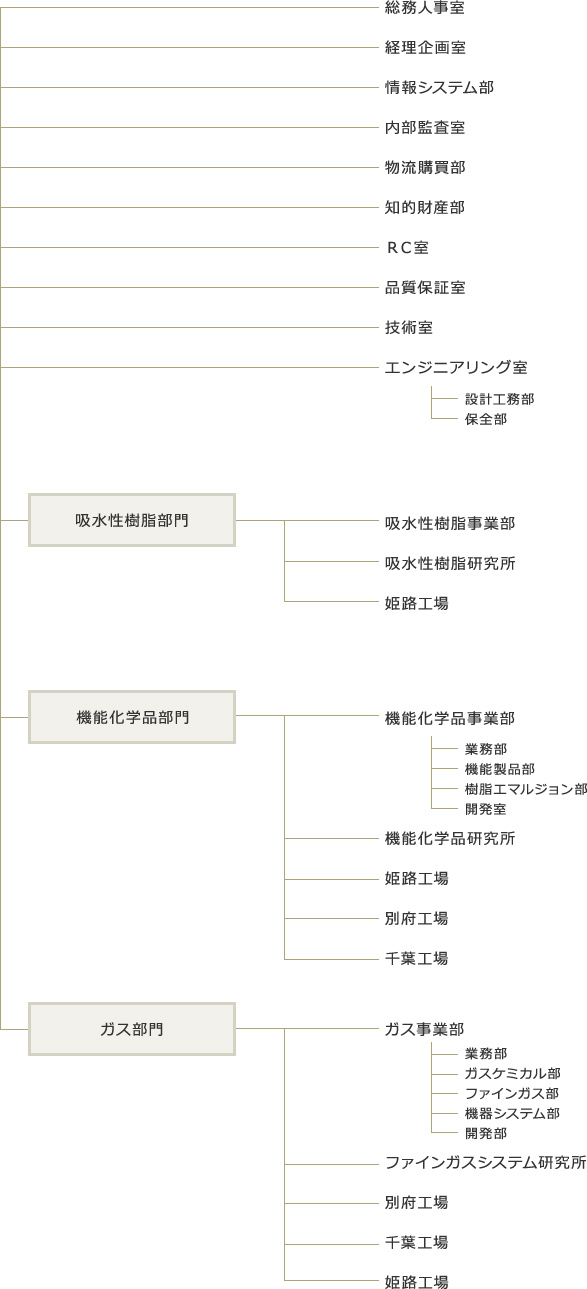 総務人事室
経理企画室
情報システム部
内部監査室
物流購買部
知的財産部
ＲＣ室
品質保証室
技術室
エンジニアリング室
設計工務部
保全部
吸水性樹脂部門
吸水性樹脂事業部
吸水性樹脂研究所
姫路工場
機能化学品部門
機能化学品事業部
業務部
機能製品部
樹脂エマルジョン部
開発室
機能化学品研究所
姫路工場
別府工場
千葉工場
ガス部門
ガス事業部
業務部
ガスケミカル部
ファインガス部
機器システム部
開発部
ファインガスシステム研究所
別府工場
千葉工場
姫路工場